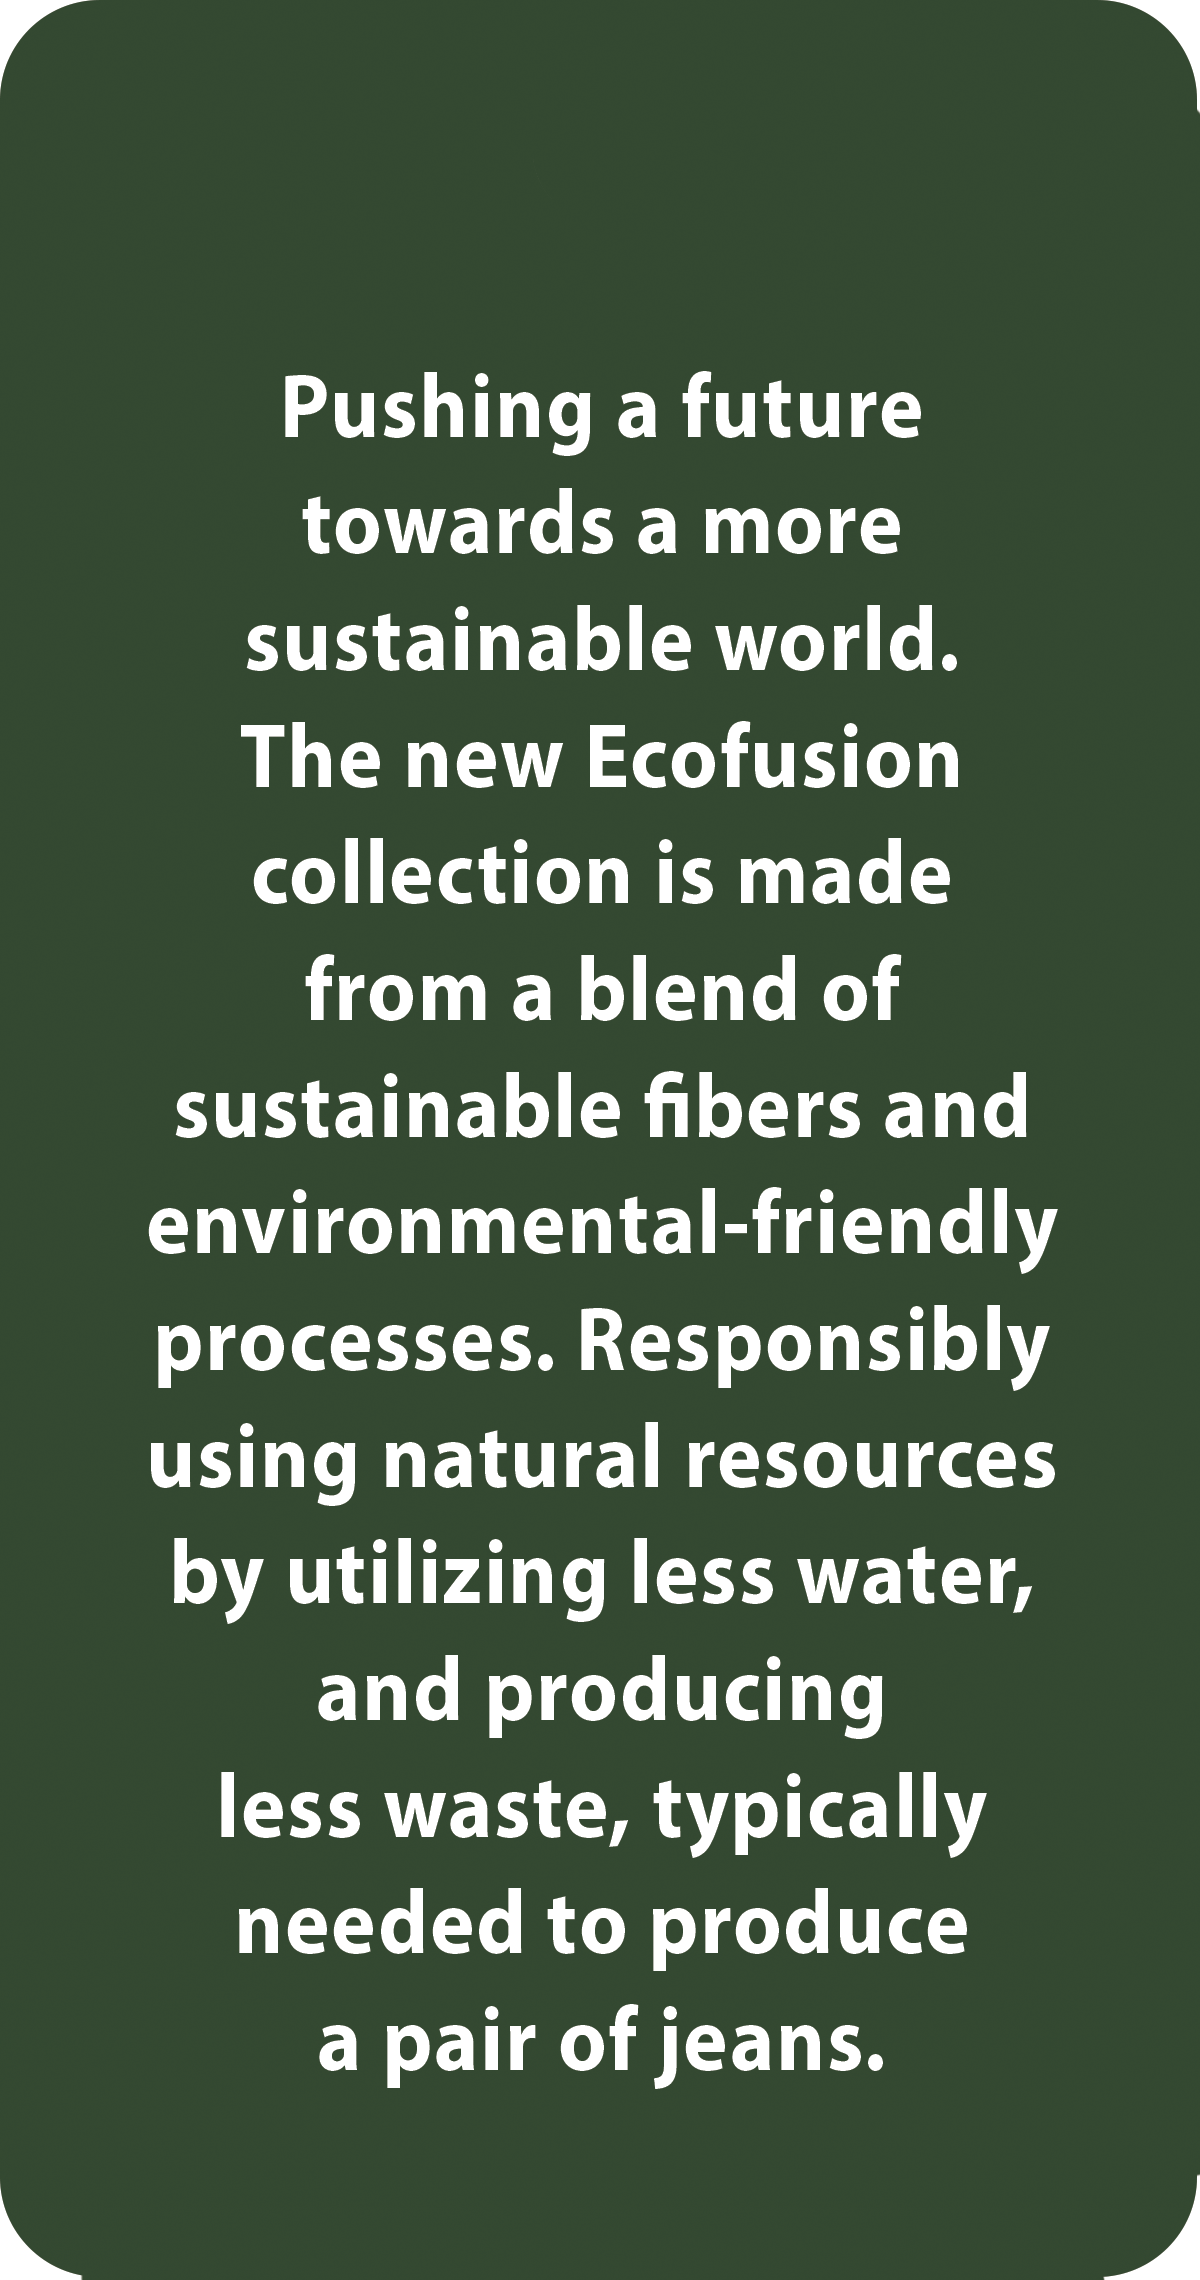 Pushing a future
towards a more
sustainable world.
The new Ecofusion
collection is made
from a blend of
sustainable fibers and
environmental-friendly
processes. Responsibly
using natural resources
by utilizing less water,
and producing
less waste, typically
needed to produce
a pair of jeans.